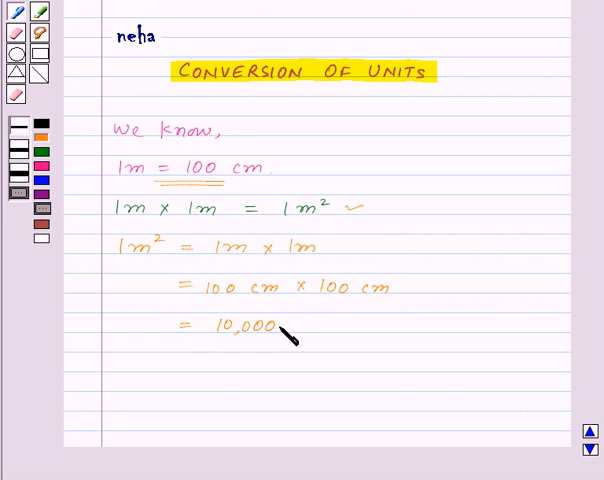 neha
CONVERSION OF UNITS
We know,
1m = 100 cm.
1m × 1m = 1m²
1m² = 1m × 1m
= 100 cm × 100 cm
= 10,000